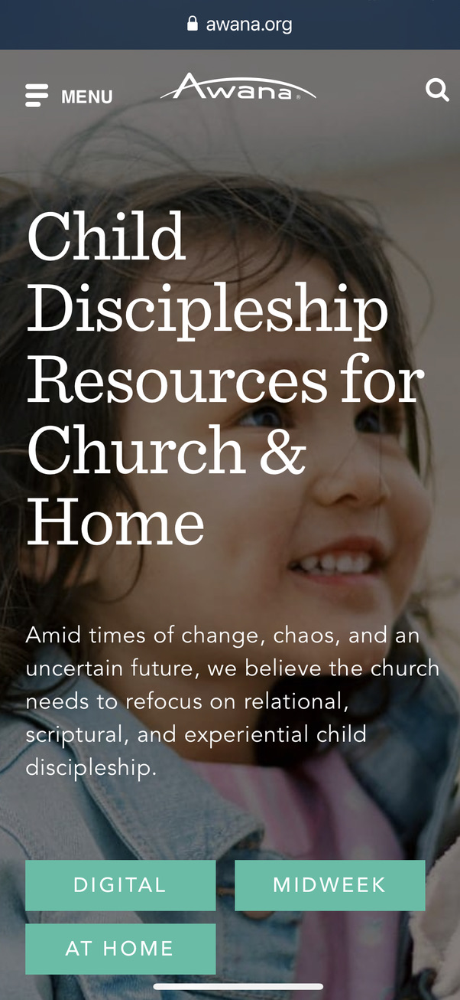 awana.org
MENU
Awana®
Child
Discipleship
Resources for
Church &
Home
Amid times of change, chaos, and an
uncertain future, we believe the church
needs to refocus on relational,
scriptural, and experiential child
discipleship.
DIGITAL
MIDWEEK
AT HOME